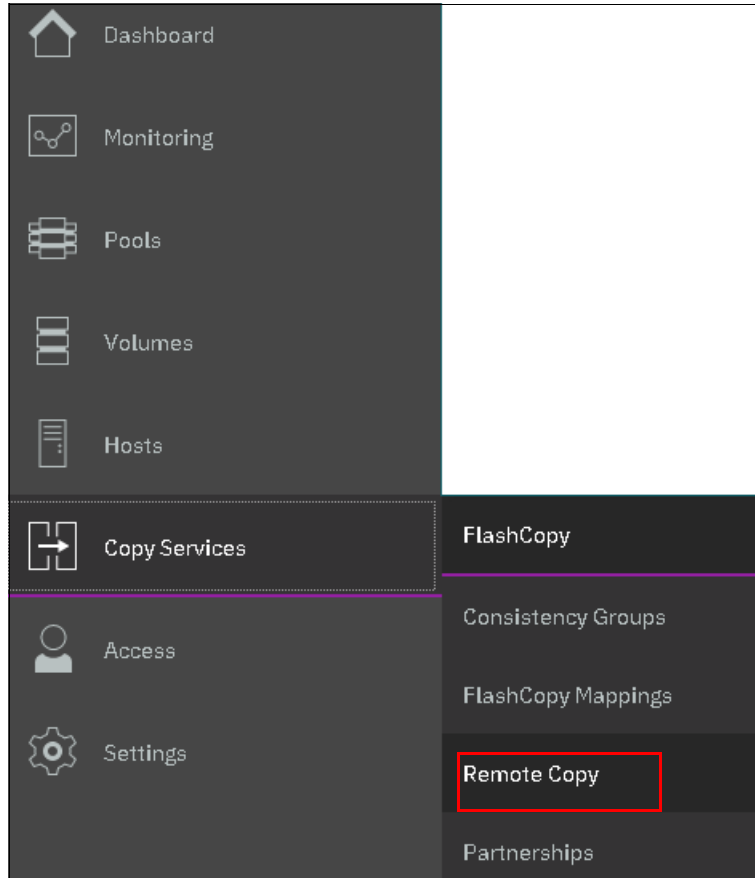 Dashboard
Monitoring
Pools
Volumes
Hosts
Copy Services
Access
Settings
FlashCopy
Consistency Groups
FlashCopy Mappings
Remote Copy
Partnerships